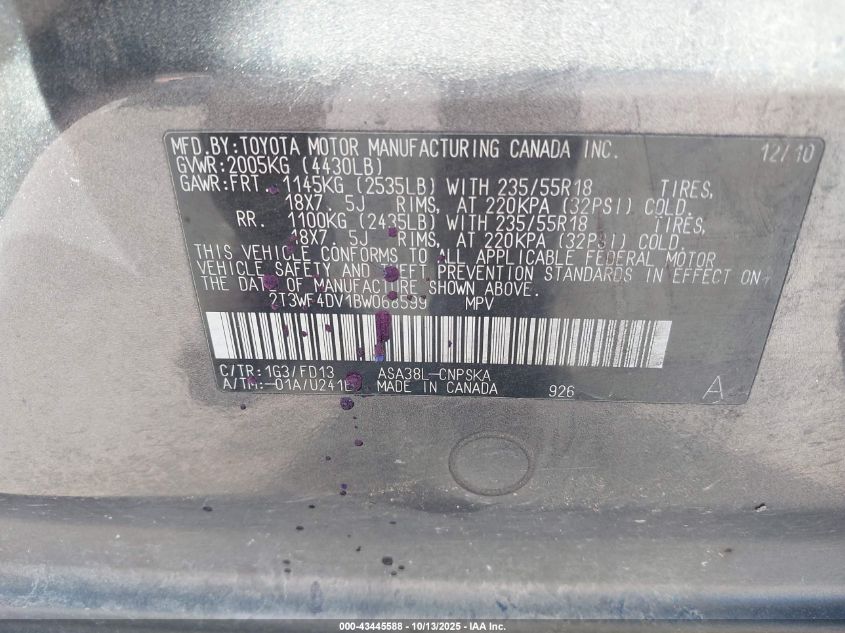 MFD.BY:TOYOTA MOTOR MANUFACTURING CANADA INC. 12/10
GVWR:2005KG (4430LB)
GAWR:FRT. 1145KG (2535LB) WITH 235/55R18 TIRES,
18X7. 5J RIMS, AT 220KPA (32PSI) COLD.
RR. 1100KG (2435LB) WITH 235/55R18 TIRES,
18X7. 5J RIMS, AT 220KPA (32PSI) COLD.
THIS VEHICLE CONFORMS TO ALL APPLICABLE FEDERAL MOTOR
VEHICLE SAFETY AND THEFT PREVENTION STANDARDS IN EFFECT ON
THE DATE OF MANUFACTURE SHOWN ABOVE.
2T3WF4DV1BW068599 MPV
C/TR:1G3/FD13 ASA38L-CNPSKA
A/TM:-01A/U241E MADE IN CANADA 926 A
000-43445588 - 10/13/2025 - IAA Inc.